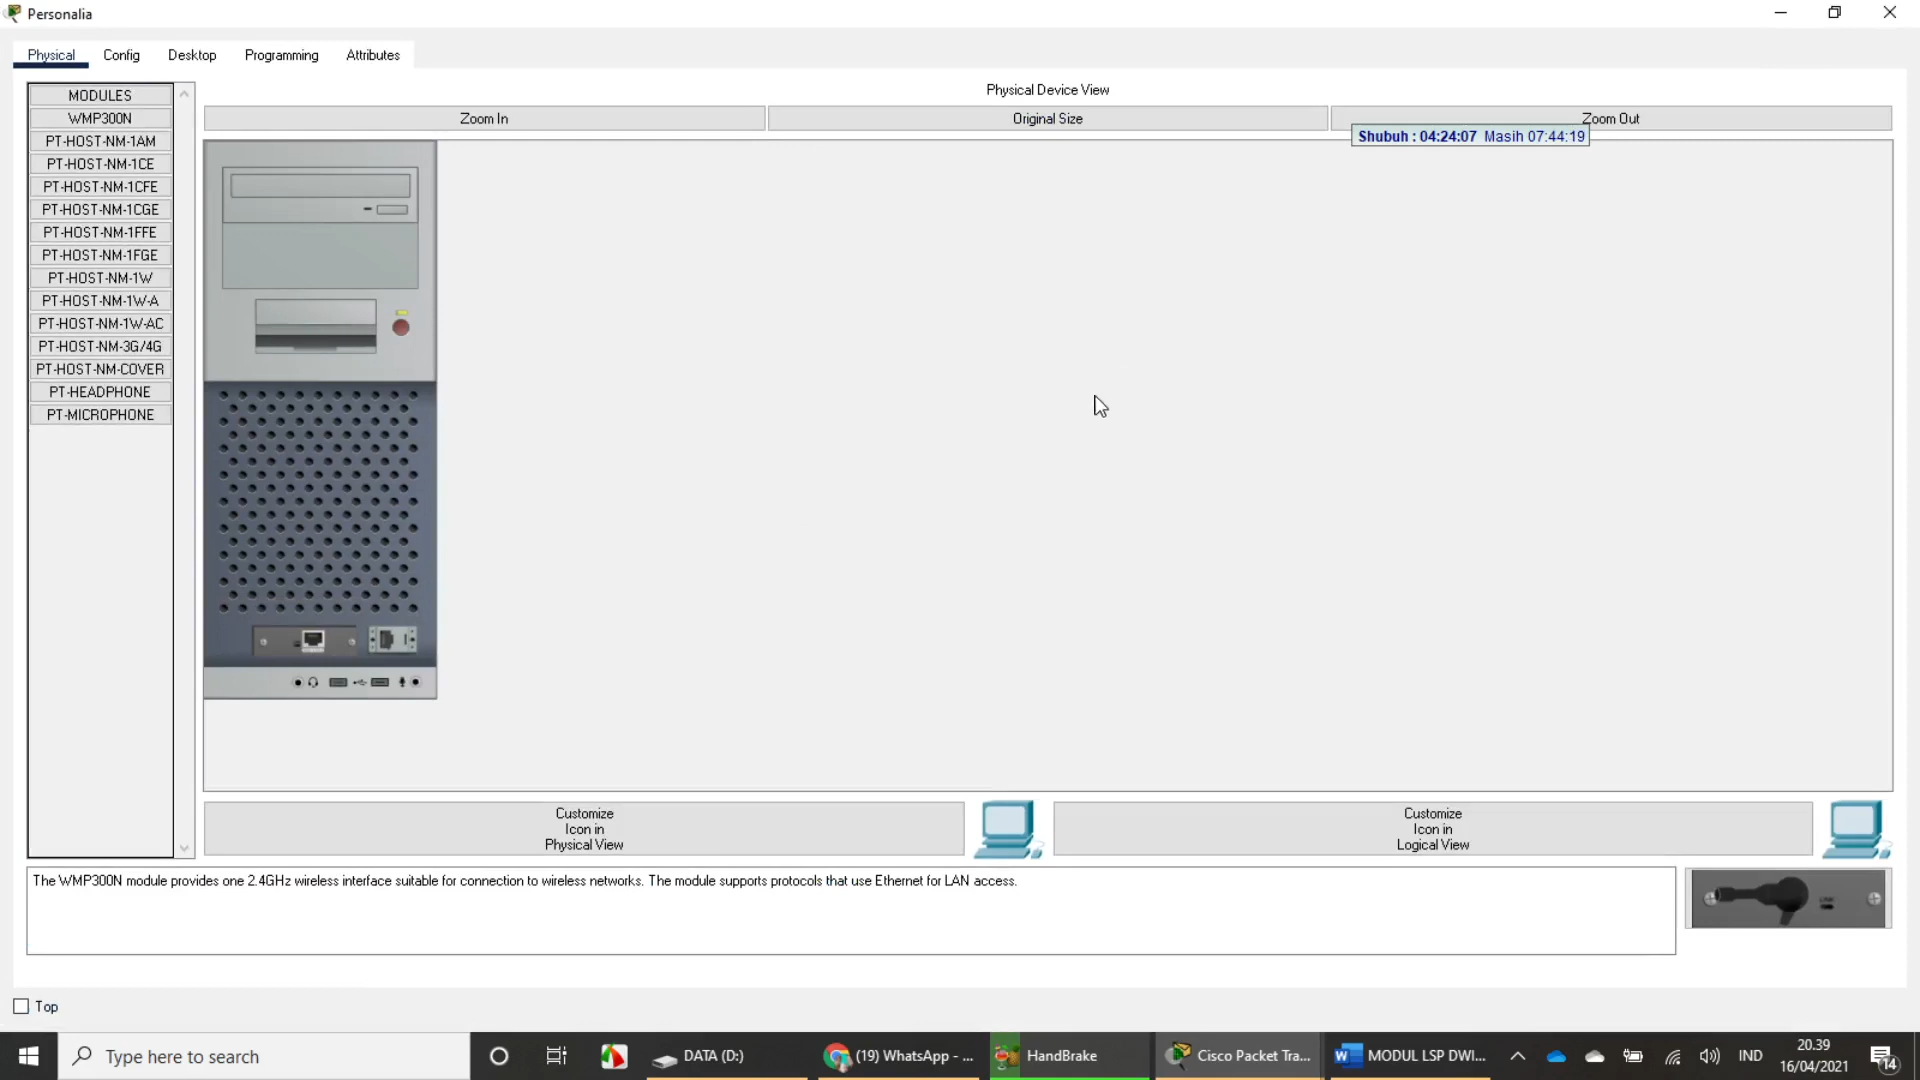 Personalia
Physical Config Desktop Programming Attributes
MODULES
WMP300N
PT-HOST-NM-1AM
PT-HOST-NM-1CE
PT-HOST-NM-1CFE
PT-HOST-NM-1CGE
PT-HOST-NM-1FFE
PT-HOST-NM-1FGE
PT-HOST-NM-1W
PT-HOST-NM-1W-A
PT-HOST-NM-1W-AC
PT-HOST-NM-3G/4G
PT-HOST-NM-COVER
PT-HEADPHONE
PT-MICROPHONE
Physical Device View
Zoom In Original Size Zoom Out
Shubuh : 04:24:07 Masih 07:44:19
Customize
Icon in
Physical View
Customize
Icon in
Logical View
The WMP300N module provides one 2.4GHz wireless interface suitable for connection to wireless networks. The module supports protocols that use Ethernet for LAN access.
Top
Type here to search
DATA (D:)
(19) WhatsApp - ...
HandBrake
Cisco Packet Tra...
MODUL LSP DWI...
IND
20.39
16/04/2021
14